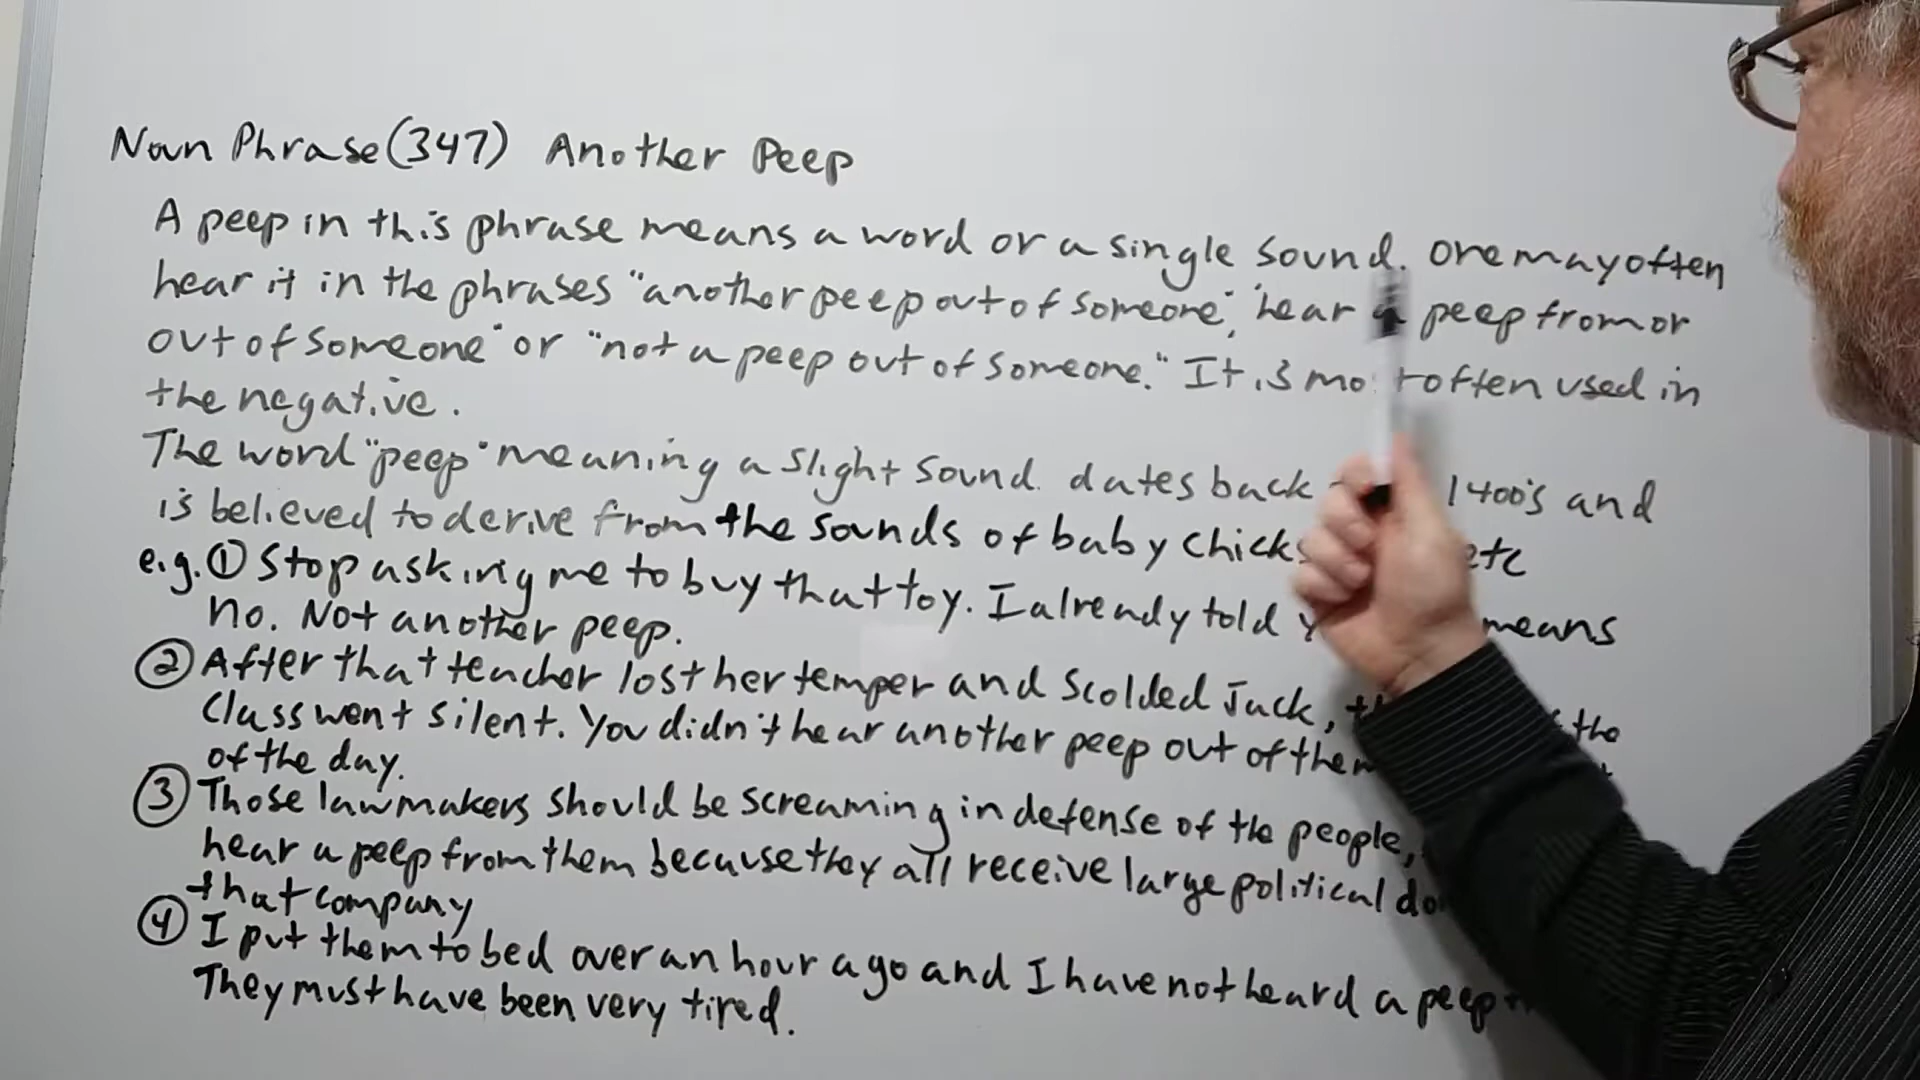 Noun Phrase (347) Another Peep
A peep in this phrase means a word or a single sound. One may often
hear it in the phrases "another peep out of someone", "hear a peep from or
out of someone" or "not a peep out of someone." It is most often used in
the negative.
The word "peep" meaning a slight sound dates back 1400's and
is believed to derive from the sounds of baby chicks etc
e.g. ① Stop asking me to buy that toy. I already told means
no. Not another peep.
② After that teacher lost her temper and scolded Jack, the
class went silent. You didn't hear another peep out of them
of the day.
③ Those lawmakers should be screaming in defense of the people,
hear a peep from them because they all receive large political
that company
④ I put them to bed over an hour ago and I have not heard a peep
They must have been very tired.